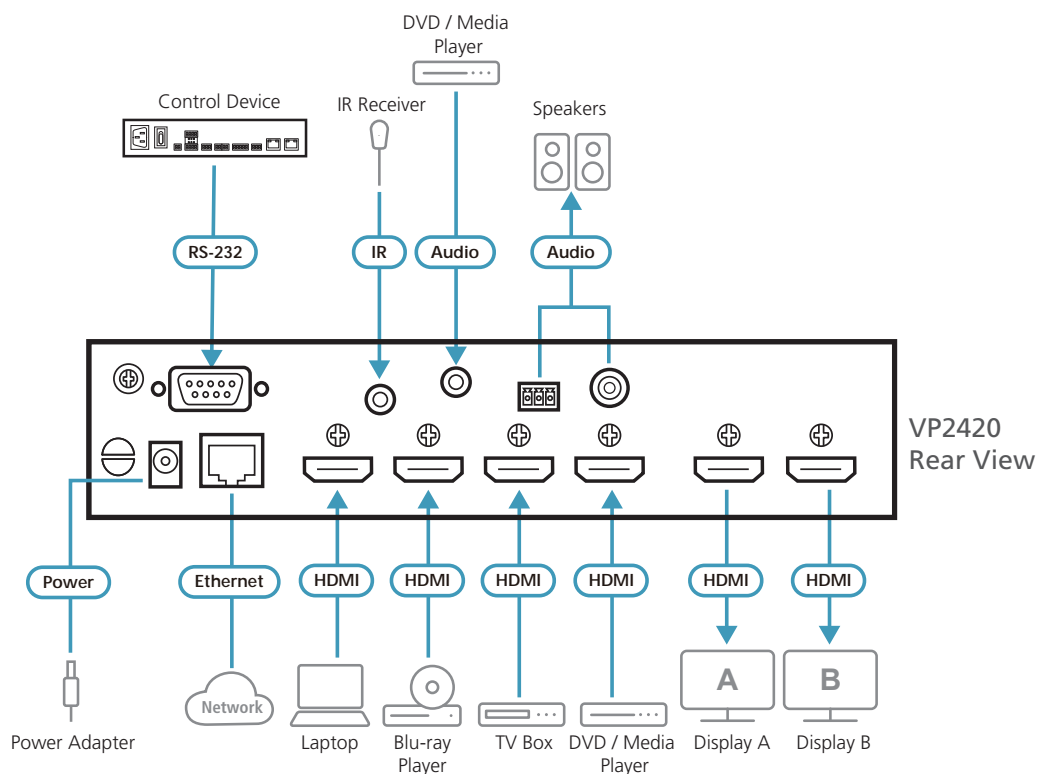 DVD / Media
Player
Control Device
IR Receiver
Speakers
RS-232
IR
Audio
Audio
VP2420
Rear View
Power
Ethernet
HDMI
HDMI
HDMI
HDMI
HDMI
HDMI
A
B
Network
Power Adapter
Laptop
Blu-ray
Player
TV Box
DVD / Media
Player
Display A
Display B